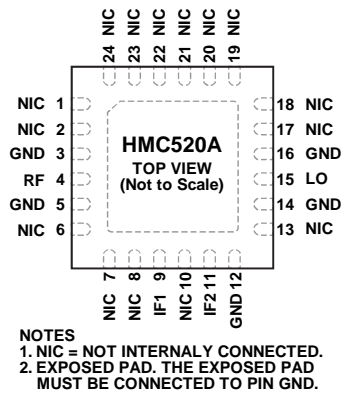 24 NIC
23 NIC
22 NIC
21 NIC
20 NIC
19 NIC
NIC 1
NIC 2
GND 3
RF 4
GND 5
NIC 6
HMC520A
TOP VIEW
(Not to Scale)
18 NIC
17 NIC
16 GND
15 LO
14 GND
13 NIC
NIC 7
NIC 8
IF1 9
NIC 10
IF2 11
GND 12
NOTES
1. NIC = NOT INTERNALY CONNECTED.
2. EXPOSED PAD. THE EXPOSED PAD
MUST BE CONNECTED TO PIN GND.